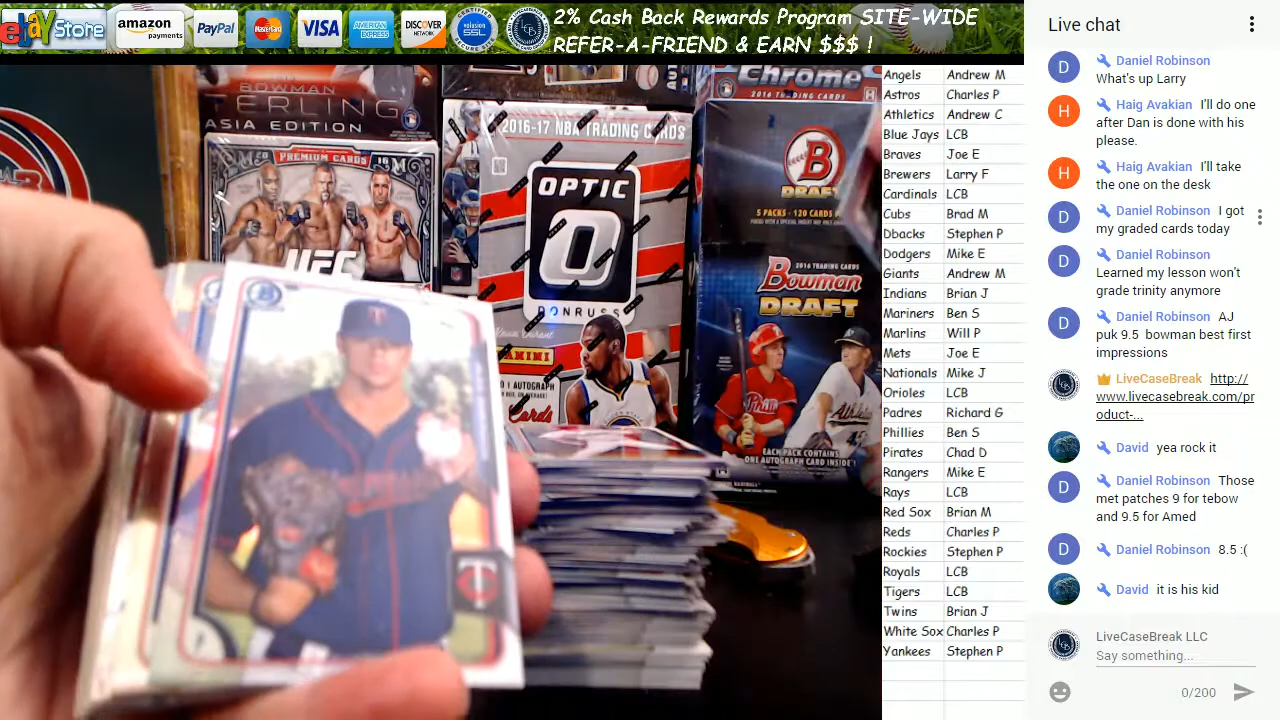 ebay Store
amazon
payments
PayPal
MasterCard
VISA
AMERICAN
EXPRESS
DISCOVER
NETWORK
CERTIFIED
volusion
SSL
SECURE
2% Cash Back Rewards Program SITE-WIDE
REFER-A-FRIEND & EARN $$$ !
BOWMAN
STERLING
ASIA EDITION
PREMIUM CARDS
UFC
2016-17 NBA TRADING CARDS
OPTIC
DONRUSS
PANINI
1 AUTOGRAPH
Cards
Chrome
2016 TRADING CARDS
B
DRAFT
5 PACKS - 120 CARDS
2016 TRADING CARDS
Bowman
DRAFT
EACH PACK CONTAINS
ONE AUTOGRAPH CARD INSIDE!
T
Angels Andrew M
Astros Charles P
Athletics Andrew C
Blue Jays LCB
Braves Joe E
Brewers Larry F
Cardinals LCB
Cubs Brad M
Dbacks Stephen P
Dodgers Mike E
Giants Andrew M
Indians Brian J
Mariners Ben S
Marlins Will P
Mets Joe E
Nationals Mike J
Orioles LCB
Padres Richard G
Phillies Ben S
Pirates Chad D
Rangers Mike E
Rays LCB
Red Sox Brian M
Reds Charles P
Rockies Stephen P
Royals LCB
Tigers LCB
Twins Brian J
White Sox Charles P
Yankees Stephen P
Live chat
D Daniel Robinson
What's up Larry
H Haig Avakian I'll do one
after Dan is done with his
please.
H Haig Avakian I'll take
the one on the desk
D Daniel Robinson I got
my graded cards today
D Daniel Robinson
Learned my lesson won't
grade trinity anymore
D Daniel Robinson AJ
puk 9.5 bowman best first
impressions
LiveCaseBreak http://
www.livecasebreak.com/pr
oduct-...
David yea rock it
D Daniel Robinson Those
met patches 9 for tebow
and 9.5 for Amed
D Daniel Robinson 8.5 :(
David it is his kid
LiveCaseBreak LLC
Say something...
0/200